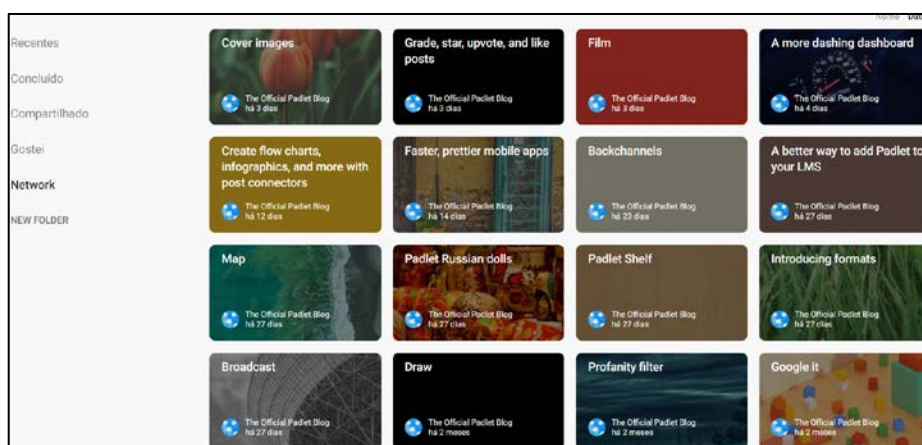 Nome Data
Recentes
Concluído
Compartilhado
Gostei
Network
NEW FOLDER
Cover images
The Official Padlet Blog
há 3 dias
Grade, star, upvote, and like
posts
The Official Padlet Blog
há 3 dias
Film
The Official Padlet Blog
há 3 dias
A more dashing dashboard
The Official Padlet Blog
há 4 dias
Create flow charts,
infographics, and more with
post connectors
The Official Padlet Blog
há 12 dias
Faster, prettier mobile apps
The Official Padlet Blog
há 14 dias
Backchannels
The Official Padlet Blog
há 23 dias
A better way to add Padlet to
your LMS
The Official Padlet Blog
há 27 dias
Map
The Official Padlet Blog
há 27 dias
Padlet Russian dolls
The Official Padlet Blog
há 27 dias
Padlet Shelf
The Official Padlet Blog
há 27 dias
Introducing formats
The Official Padlet Blog
há 27 dias
Broadcast
The Official Padlet Blog
há 27 dias
Draw
The Official Padlet Blog
há 2 meses
Profanity filter
The Official Padlet Blog
há 2 meses
Google it
The Official Padlet Blog
há 2 meses